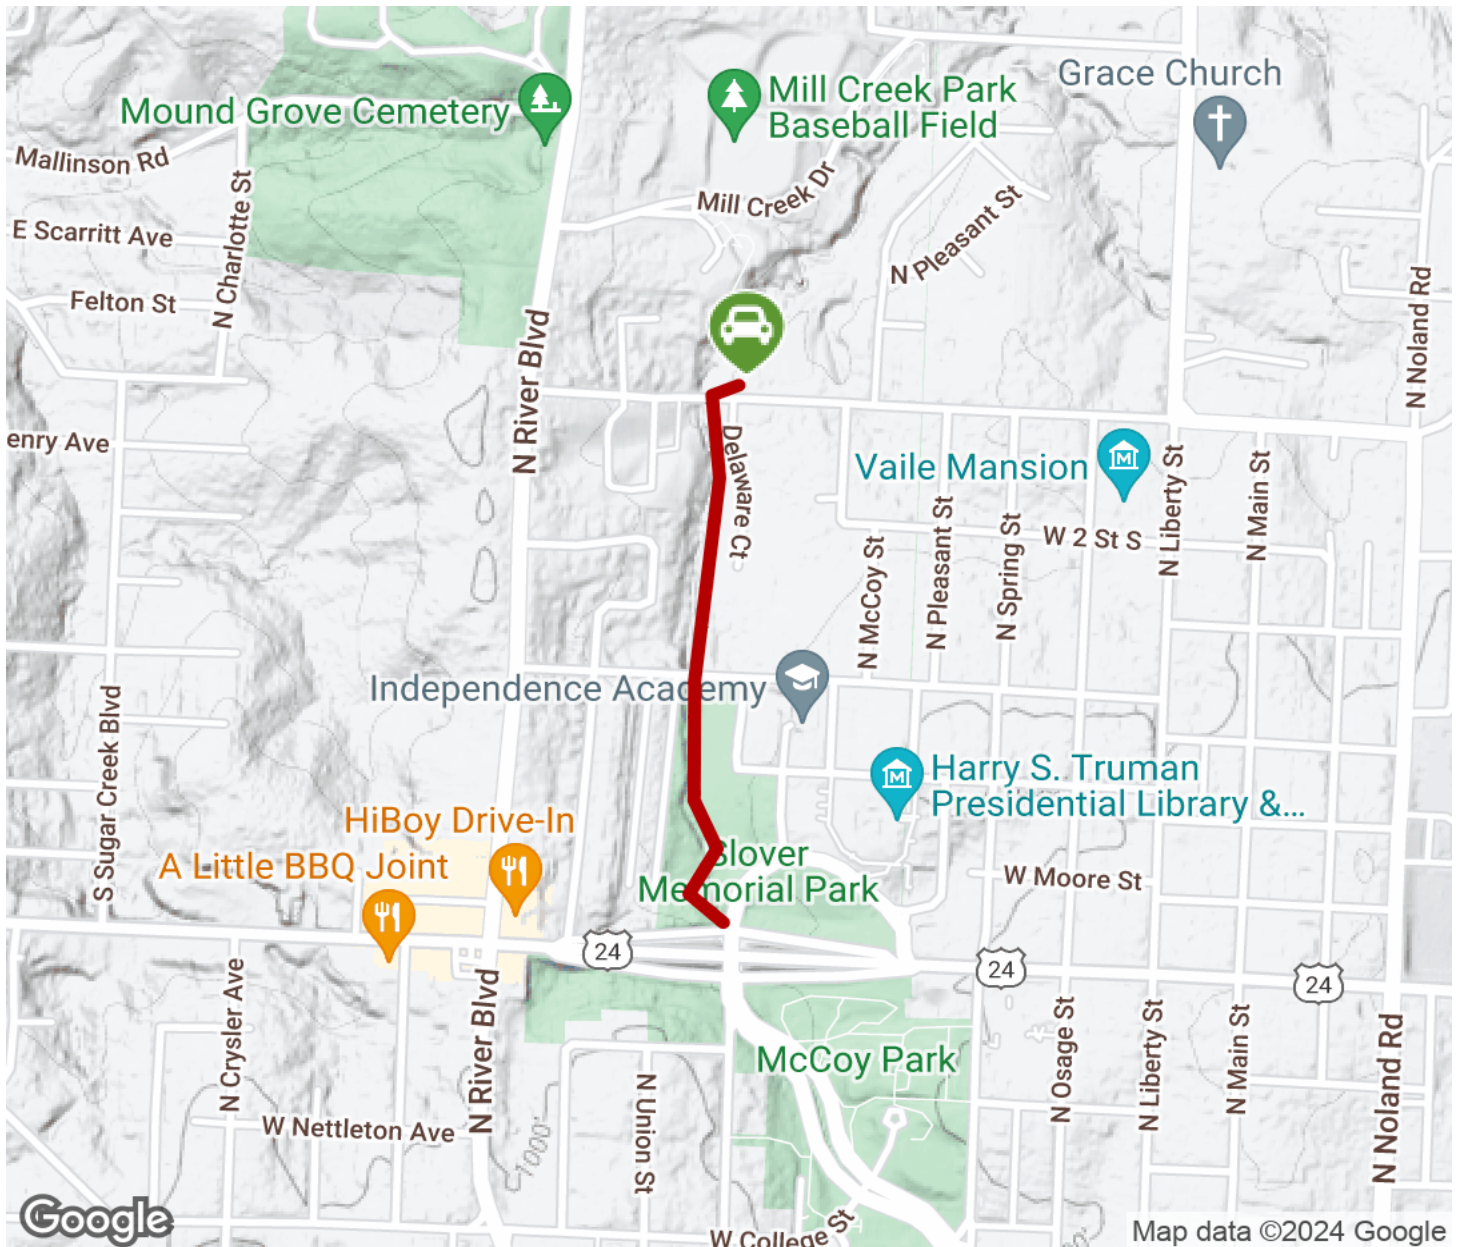 Grace Church
Mill Creek Park
Baseball Field
Mound Grove Cemetery
Mallinson Rd
N Charlotte St
Mill Creek Dr
N Pleasant St
E Scarritt Ave
Felton St
N River Blvd
N Noland Rd
enry Ave
Delaware Ct
Vaile Mansion
N Liberty St
N Main St
W 2 St S
N McCoy St
N Pleasant St
N Spring St
Independence Academy
S Sugar Creek Blvd
Harry S. Truman
Presidential Library &...
HiBoy Drive-In
A Little BBQ Joint
Slover
Memorial Park
W Moore St
24
24
24
N Crysler Ave
N River Blvd
McCoy Park
N Osage St
N Liberty St
N Main St
N Noland Rd
N Union St
W Nettleton Ave
1000'
W College St
Google
Map data ©2024 Google